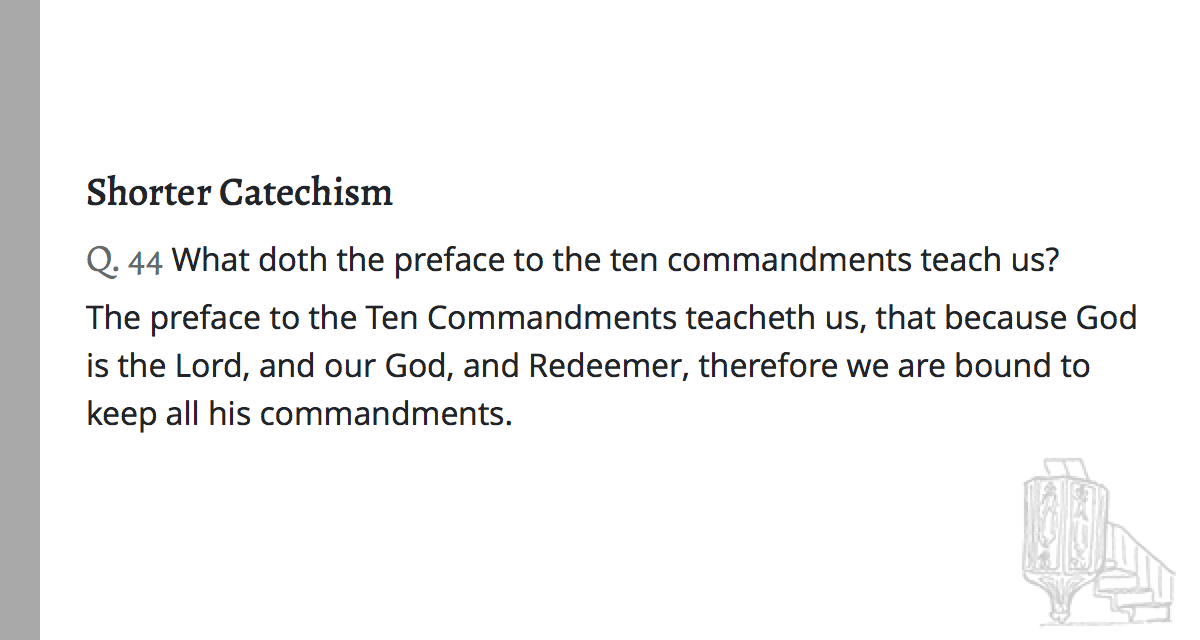 Shorter Catechism
Q. 44 What doth the preface to the ten commandments teach us?
The preface to the Ten Commandments teacheth us, that because God
is the Lord, and our God, and Redeemer, therefore we are bound to
keep all his commandments.